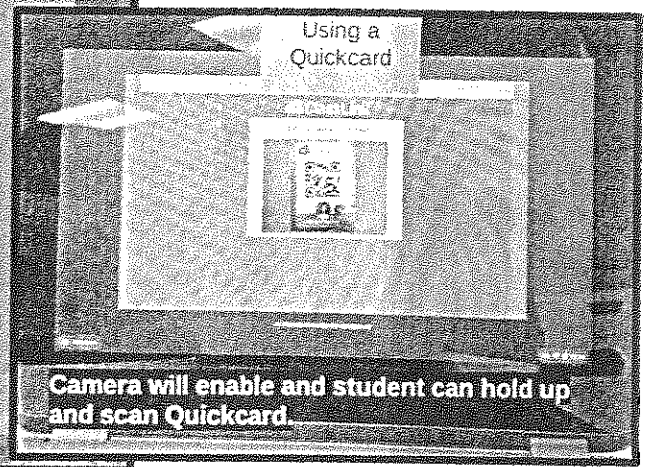 Using a
Quickcard
Camera will enable and student can hold up
and scan Quickcard.